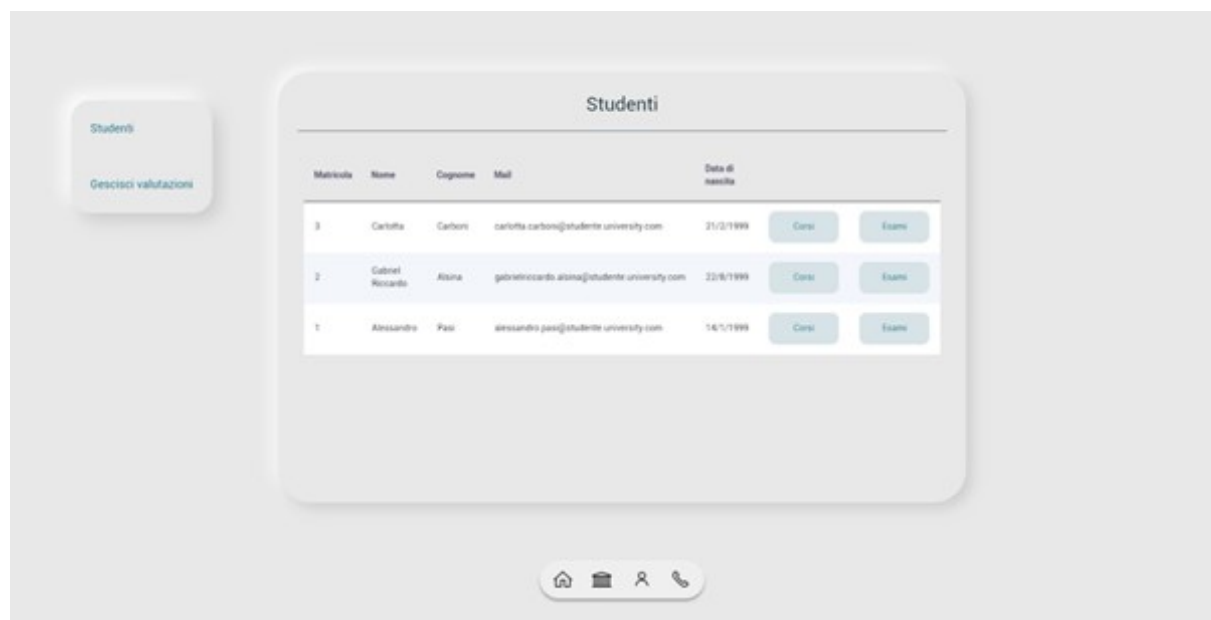 Studenti
Gescisci valutazioni
Studenti
Matricola Nome Cognome Mail Data di nascita
3 Carlotta Carboni carlotta.carboni@studente.university.com 21/2/1999 Corsi Esami
2 Gabriel Riccardo Alsina gabrielriccardo.alsina@studente.university.com 22/8/1999 Corsi Esami
1 Alessandro Pasi alessandro.pasi@studente.university.com 14/1/1999 Corsi Esami